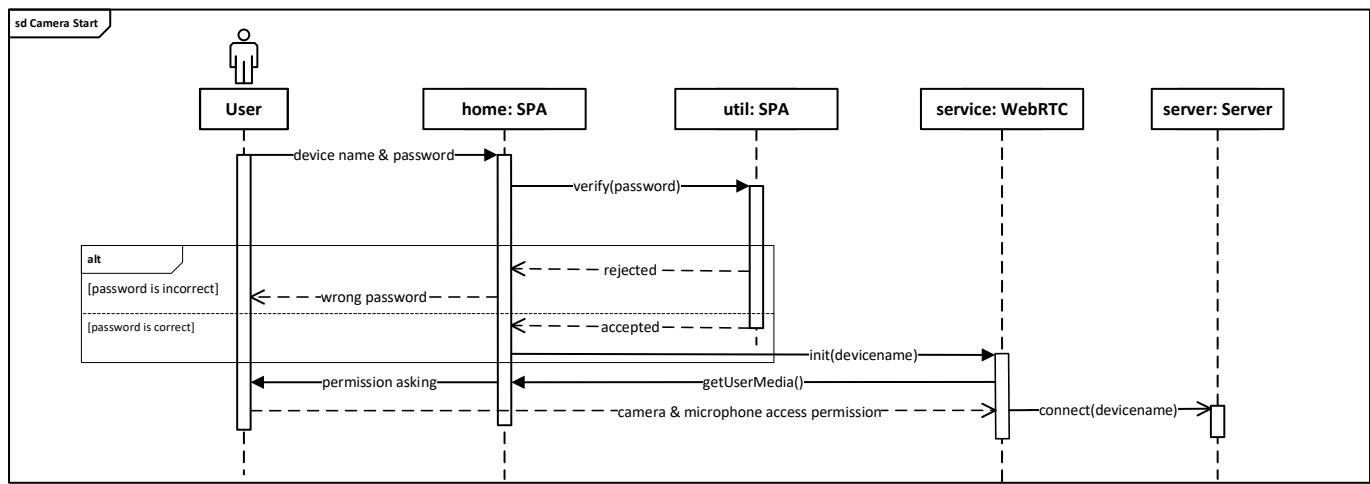 sd Camera Start
User
home: SPA
util: SPA
service: WebRTC
server: Server
device name & password
verify(password)
alt
rejected
[password is incorrect]
wrong password
[password is correct]
accepted
init(devicename)
permission asking
getUserMedia()
camera & microphone access permission
connect(devicename)